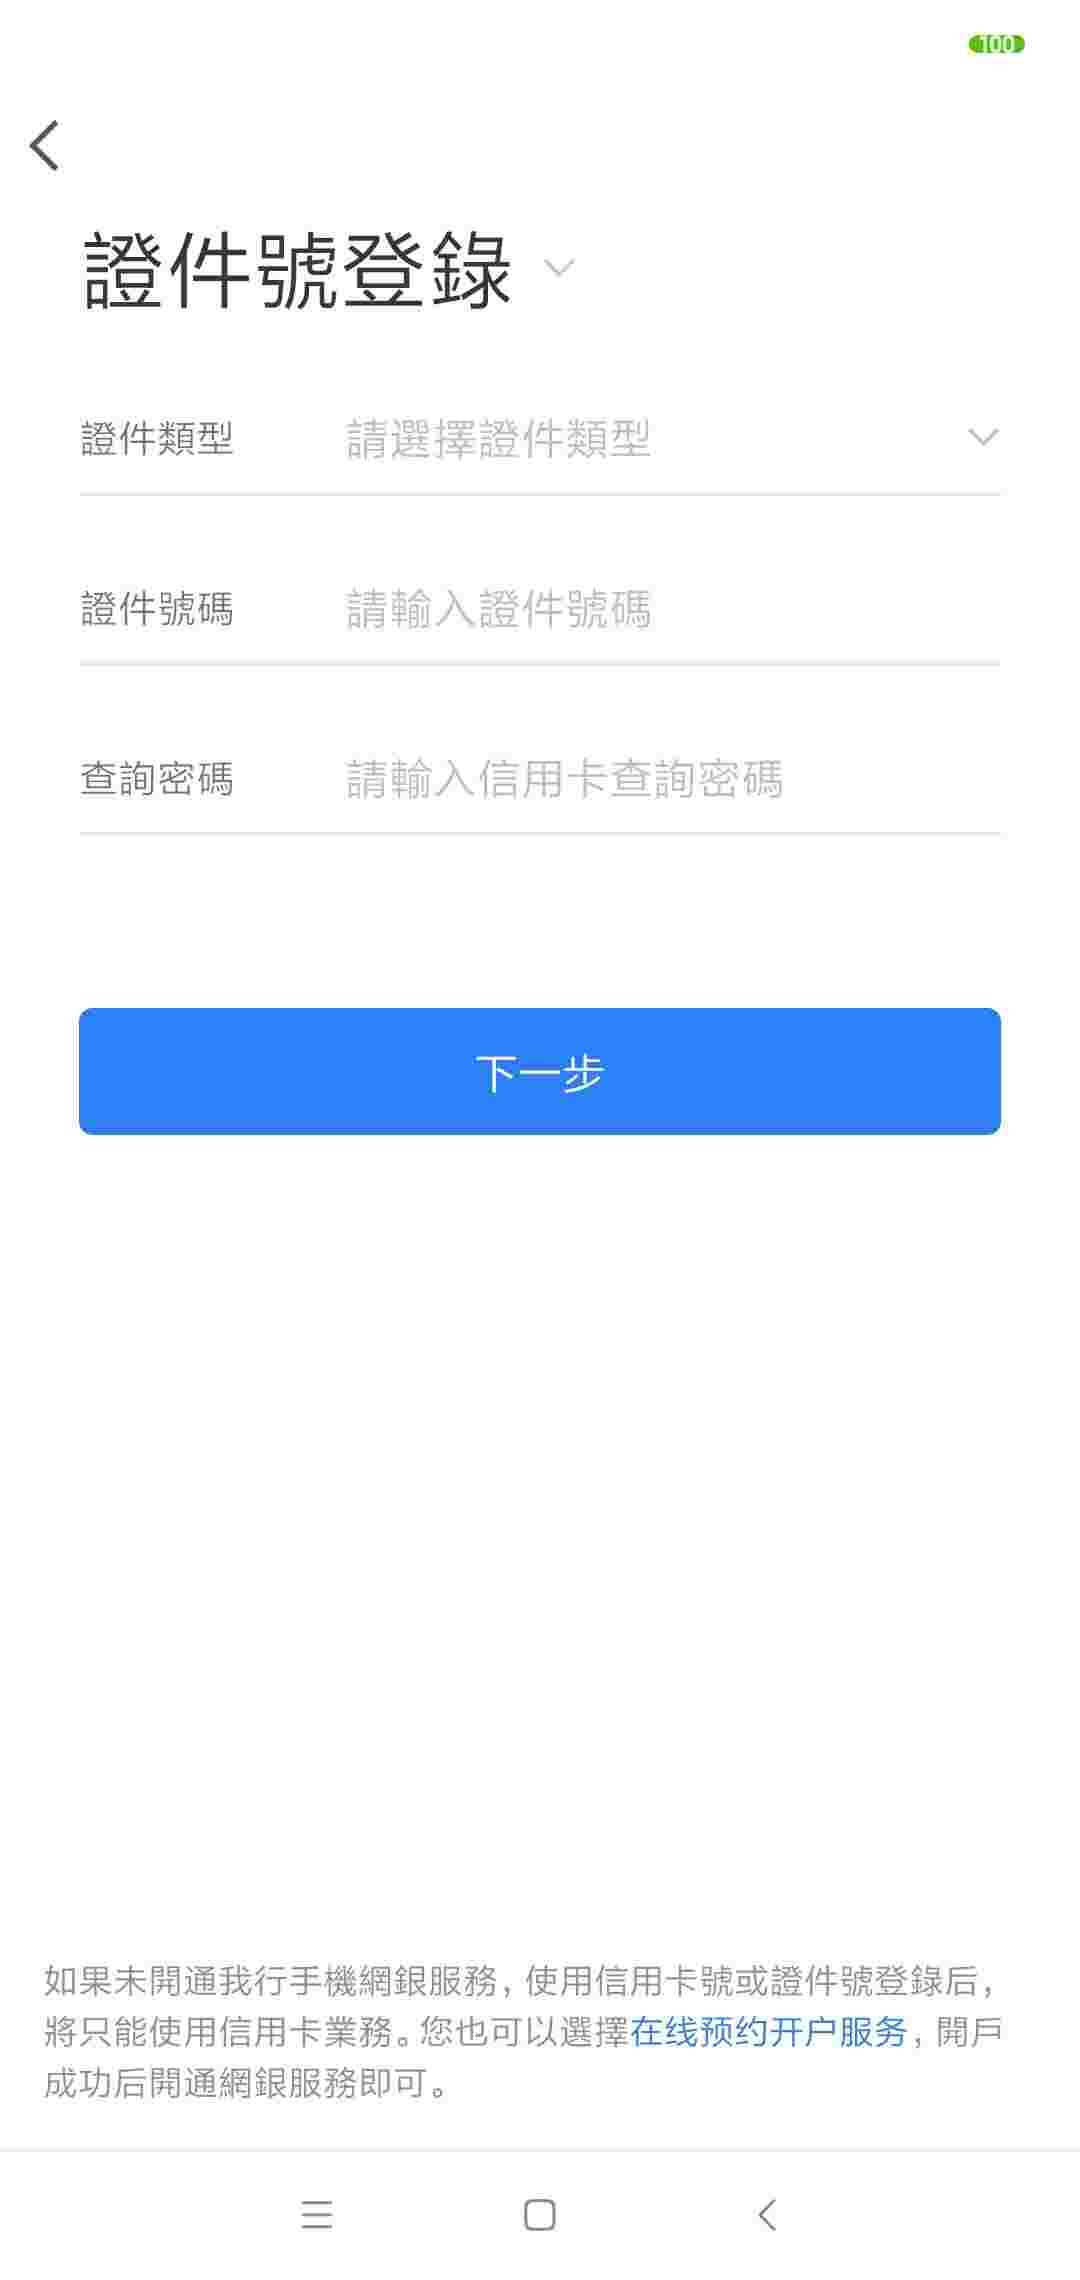 100
證件號登錄
證件類型 請選擇證件類型
證件號碼 請輸入證件號碼
查詢密碼 請輸入信用卡查詢密碼
下一步
如果未開通我行手機網銀服務，使用信用卡號或證件號登錄后，
將只能使用信用卡業務。您也可以選擇在线预约开户服务，開戶
成功后開通網銀服務即可。